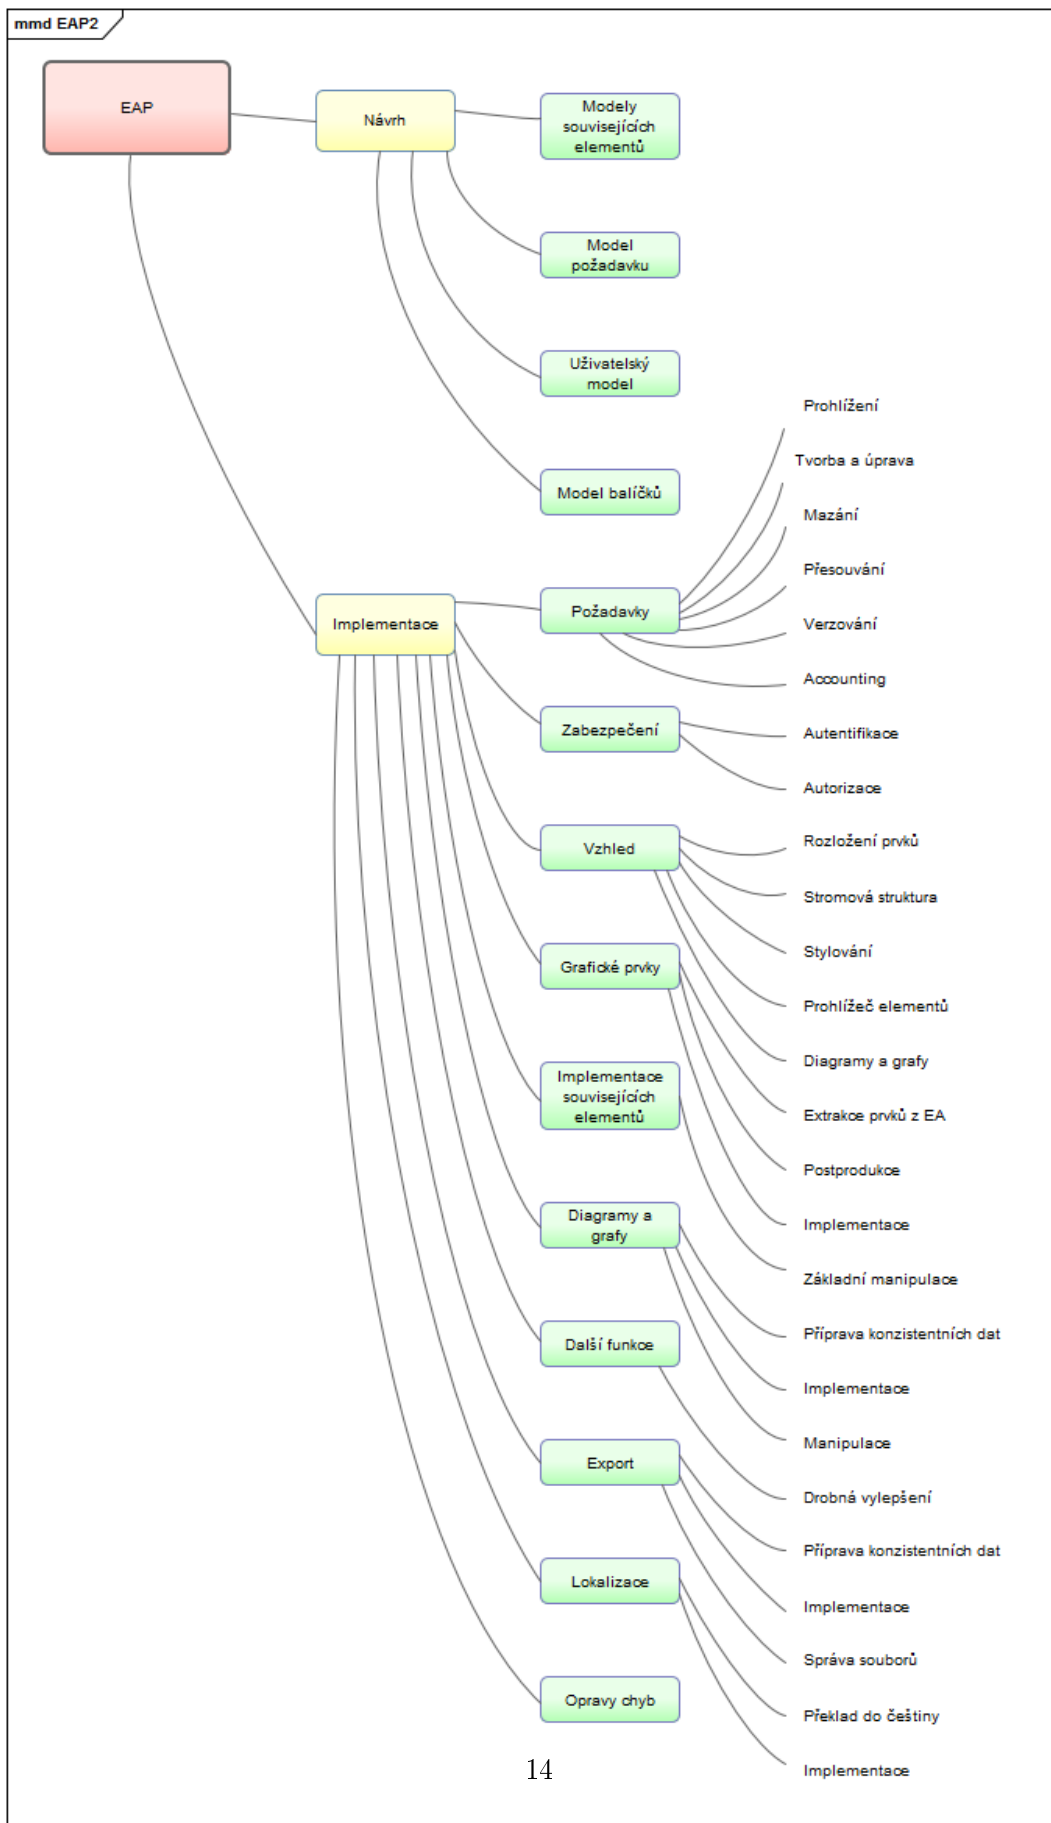 mmd EAP2
EAP
Návrh
Modely
souvisejících
elementů
Model
požadavku
Uživatelský
model
Model balíčků
Implementace
Požadavky
Prohlížení
Tvorba a úprava
Mazání
Přesouvání
Verzování
Accounting
Zabezpečení
Autentifikace
Autorizace
Vzhled
Rozložení prvků
Stromová struktura
Stylování
Prohlížeč elementů
Diagramy a grafy
Grafické prvky
Extrakce prvků z EA
Postprodukce
Implementace
Implementace
souvisejících
elementů
Základní manipulace
Diagramy a
grafy
Příprava konzistentních dat
Implementace
Manipulace
Další funkce
Drobná vylepšení
Export
Příprava konzistentních dat
Implementace
Správa souborů
Lokalizace
Překlad do češtiny
Implementace
Opravy chyb
14